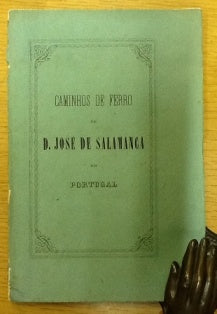 CAMINHOS DE FERRO
DE
D. JOSÉ DE SALAMANCA
EM
PORTUGAL